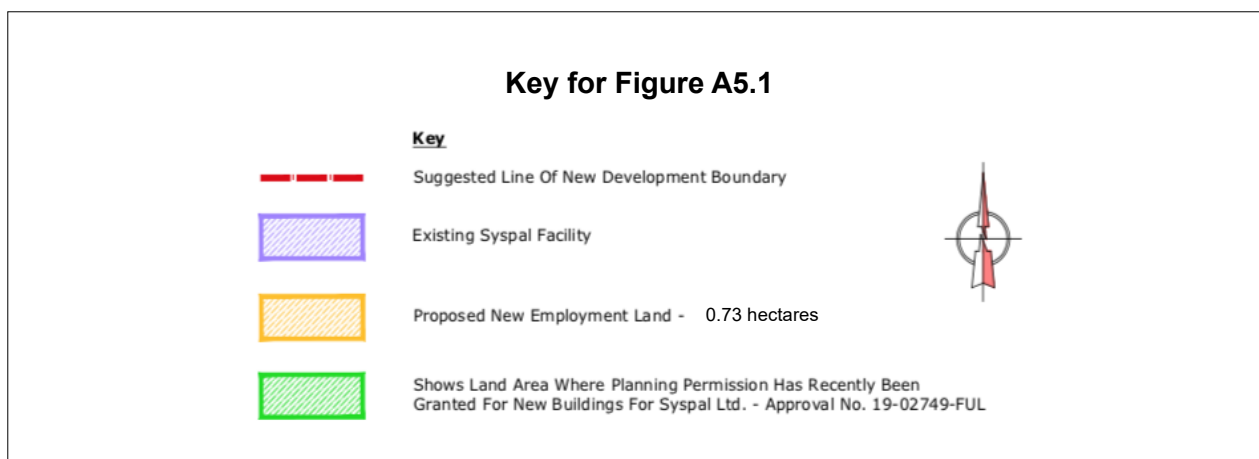 Key for Figure A5.1
Key
Suggested Line Of New Development Boundary
Existing Syspal Facility
Proposed New Employment Land - 0.73 hectares
Shows Land Area Where Planning Permission Has Recently Been
Granted For New Buildings For Syspal Ltd. - Approval No. 19-02749-FUL